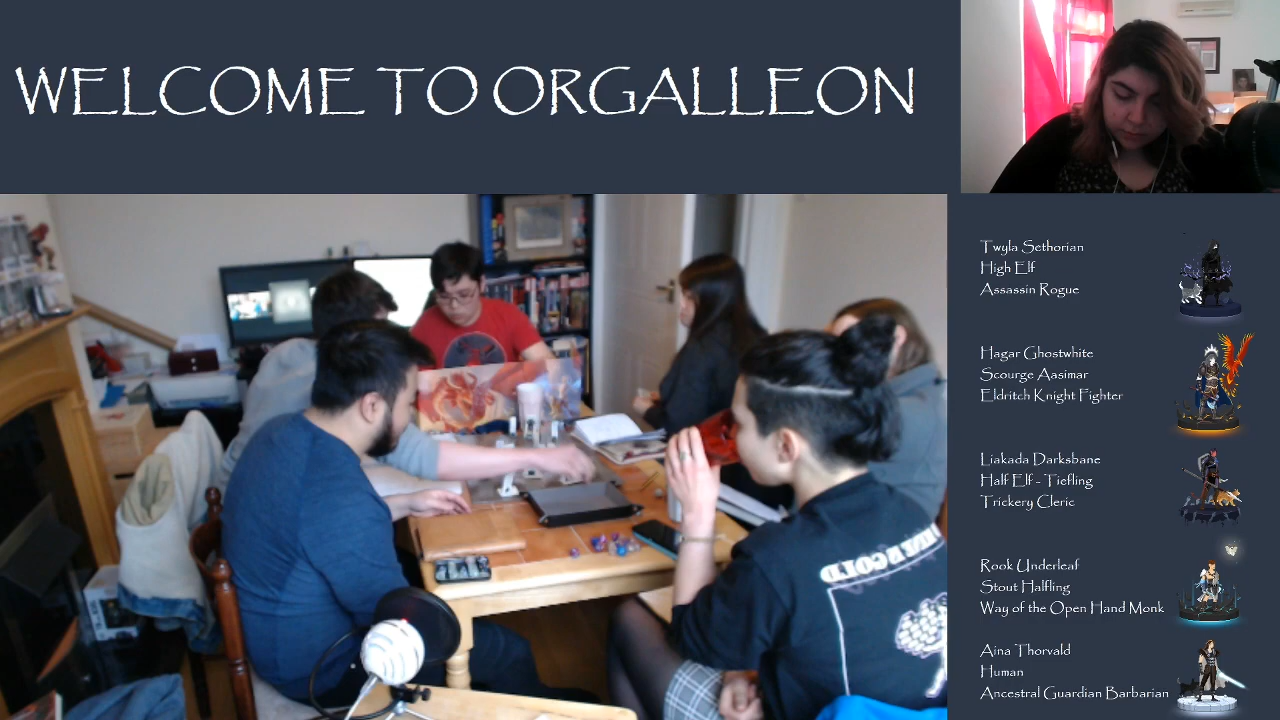 WELCOME TO ORGALLEON
Twyla Sethorian
High Elf
Assassin Rogue
Hagar Ghostwhite
Scourge Aasimar
Eldritch Knight Fighter
Liakada Darksbane
Half Elf - Tiefling
Trickery Cleric
Rook Underleaf
Stout Halfling
Way of the Open Hand Monk
Aina Thorvald
Human
Ancestral Guardian Barbarian